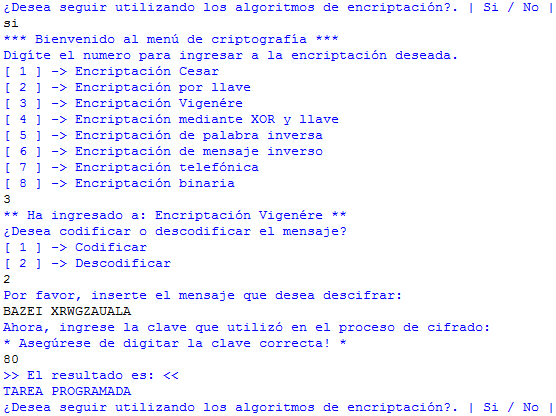 ¿Desea seguir utilizando los algoritmos de encriptación?. | Si / No |
si
*** Bienvenido al menú de criptografía ***
Digíte el numero para ingresar a la encriptación deseada.
[ 1 ] -> Encriptación Cesar
[ 2 ] -> Encriptación por llave
[ 3 ] -> Encriptación Vigenére
[ 4 ] -> Encriptación mediante XOR y llave
[ 5 ] -> Encriptación de palabra inversa
[ 6 ] -> Encriptación de mensaje inverso
[ 7 ] -> Encriptación telefónica
[ 8 ] -> Encriptación binaria
3
** Ha ingresado a: Encriptación Vigenére **
¿Desea codificar o descodificar el mensaje?
[ 1 ] -> Codificar
[ 2 ] -> Descodificar
2
Por favor, inserte el mensaje que desea descifrar:
BAZEI XRWGZAUALA
Ahora, ingrese la clave que utilizó en el proceso de cifrado:
* Asegúrese de digitar la clave correcta! *
80
>> El resultado es: <<
TAREA PROGRAMADA
¿Desea seguir utilizando los algoritmos de encriptación?. | Si / No |